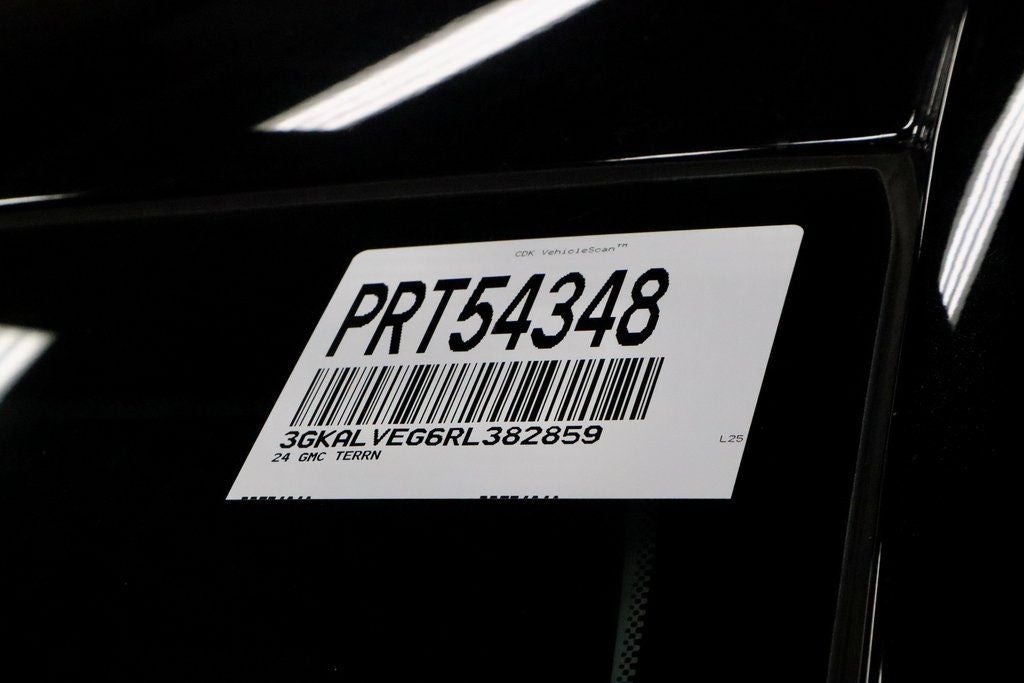 CDK VehicleScan™
PRT54348
3GKALVEG6RL382859
24 GMC TERRN
L25